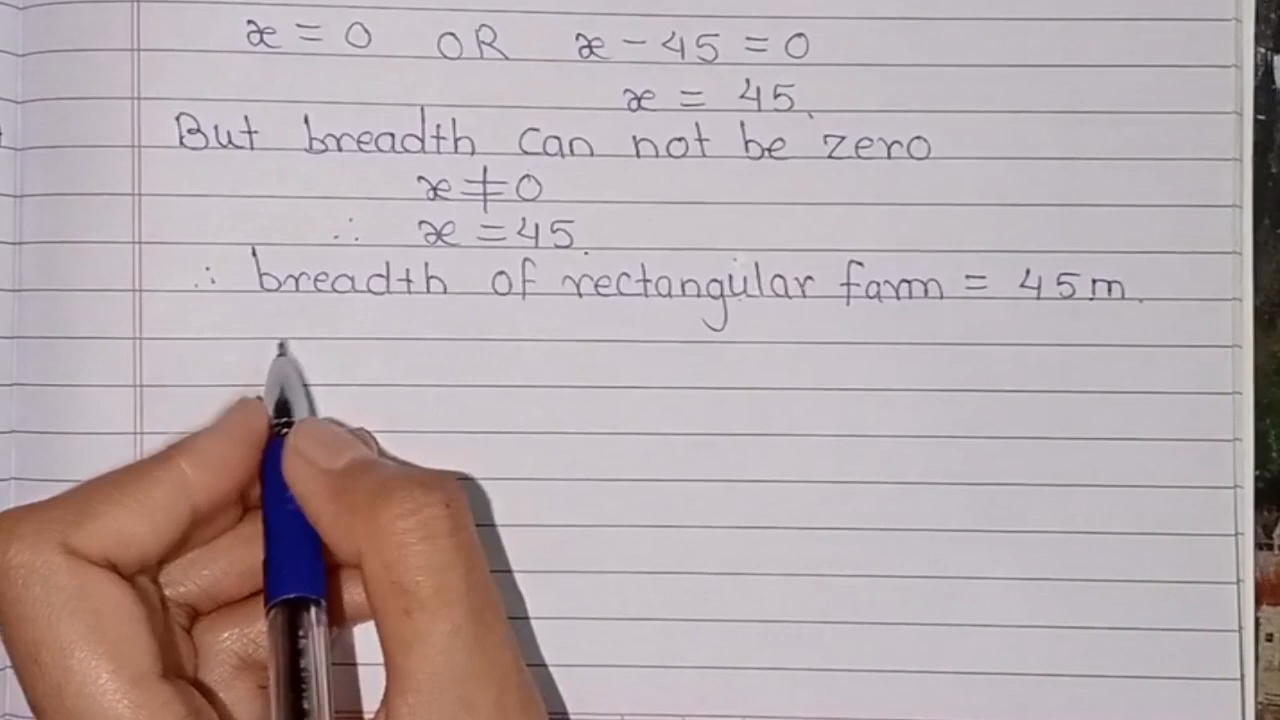 x = 0 OR x - 45 = 0
x = 45.
But breadth can not be zero
x ≠ 0
∴ x = 45.
∴ breadth of rectangular farm = 45 m.